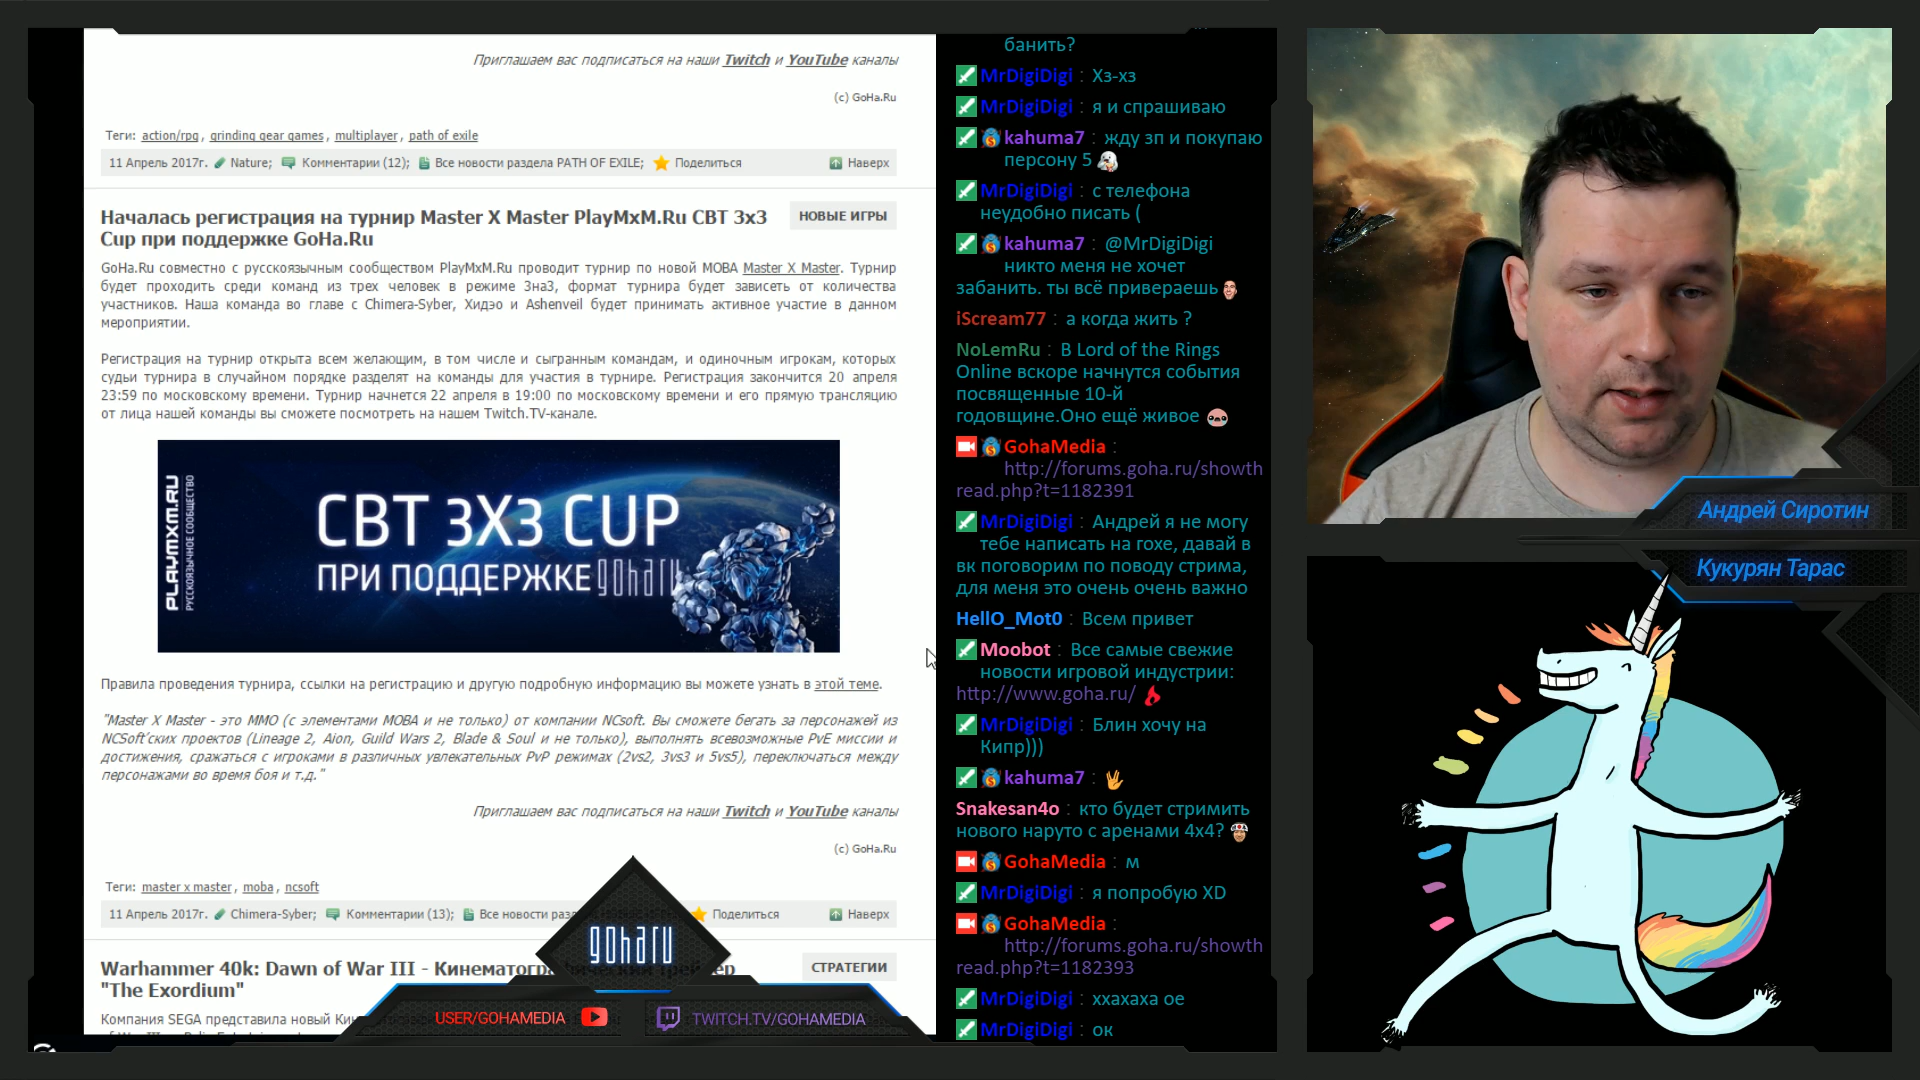 Приглашаем вас подписаться на наши Twitch и YouTube каналы
(c) GoHa.Ru
Теги: action/rpg , grinding gear games , multiplayer , path of exile
11 Апрель 2017г. Nature; Комментарии (12); Все новости раздела PATH OF EXILE; Поделиться Наверх
Началась регистрация на турнир Master X Master PlayMxM.Ru СВТ 3x3
Cup при поддержке GoHa.Ru
НОВЫЕ ИГРЫ
GoHa.Ru совместно с русскоязычным сообществом PlayMxM.Ru проводит турнир по новой MOBA Master X Master. Турнир
будет проходить среди команд из трех человек в режиме 3на3, формат турнира будет зависеть от количества
участников. Наша команда во главе с Chimera-Syber, Хидэо и Ashenveil будет принимать активное участие в данном
мероприятии.
Регистрация на турнир открыта всем желающим, в том числе и сыгранным командам, и одиночным игрокам, которых
судьи турнира в случайном порядке разделят на команды для участия в турнире. Регистрация закончится 20 апреля
23:59 по московскому времени. Турнир начнется 22 апреля в 19:00 по московскому времени и его прямую трансляцию
от лица нашей команды вы сможете посмотреть на нашем Twitch.TV-канале.
PLAYMXM.RU
РУССКОЯЗЫЧНОЕ СООБЩЕСТВО
CBT 3X3 CUP
ПРИ ПОДДЕРЖКЕ goharu
Правила проведения турнира, ссылки на регистрацию и другую подробную информацию вы можете узнать в этой теме.
"Master X Master - это ММО (с элементами MOBA и не только) от компании NCsoft. Вы сможете бегать за персонажей из
NCSoft'ских проектов (Lineage 2, Aion, Guild Wars 2, Blade & Soul и не только), выполнять всевозможные PvE миссии и
достижения, сражаться с игроками в различных увлекательных PvP режимах (2vs2, 3vs3 и 5vs5), переключаться между
персонажами во время боя и т.д."
Приглашаем вас подписаться на наши Twitch и YouTube каналы
(c) GoHa.Ru
Теги: master x master , moba , ncsoft
11 Апрель 2017г. Chimera-Syber; Комментарии (13); Все новости Поделиться Наверх
Warhammer 40k: Dawn of War III - Кинематографический трейлер
"The Exordium"
СТРАТЕГИИ
Компания SEGA представила новый
goharu
USER/GOHAMEDIA
TWITCH.TV/GOHAMEDIA
банить?
MrDigiDigi : Хз-хз
MrDigiDigi : я и спрашиваю
kahuma7 : жду зп и покупаю
персону 5
MrDigiDigi : с телефона
неудобно писать (
kahuma7 : @MrDigiDigi
никто меня не хочет
забанить. ты всё привераешь
iScream77 : а когда жить ?
NoLemRu : В Lord of the Rings
Online вскоре начнутся события
посвященные 10-й
годовщине.Оно ещё живое
GohaMedia :
http://forums.goha.ru/showth
read.php?t=1182391
MrDigiDigi : Андрей я не могу
тебе написать на гохе, давай в
вк поговорим по поводу стрима,
для меня это очень очень важно
HellO_Mot0 : Всем привет
Moobot : Все самые свежие
новости игровой индустрии:
http://www.goha.ru/
MrDigiDigi : Блин хочу на
Кипр)))
kahuma7 :
Snakesan4o : кто будет стримить
нового наруто с аренами 4х4?
GohaMedia : м
MrDigiDigi : я попробую XD
GohaMedia :
http://forums.goha.ru/showth
read.php?t=1182393
MrDigiDigi : ххахаха ое
MrDigiDigi : ок
Андрей Сиротин
Кукурян Тарас